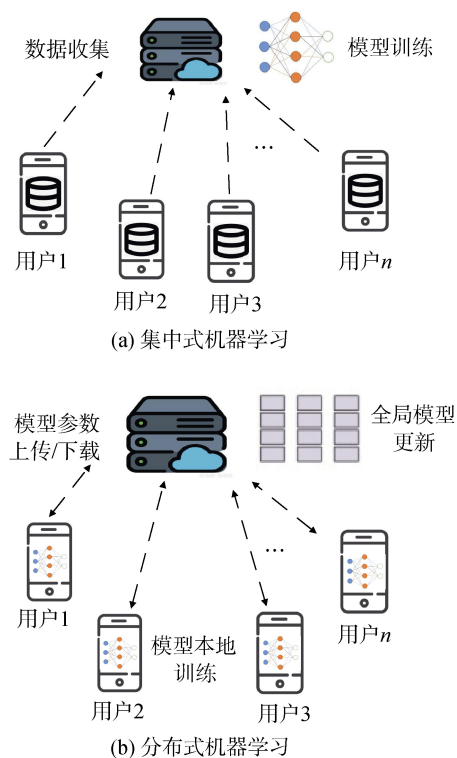 数据收集
模型训练
…
用户1
用户2
用户3
用户n
(a) 集中式机器学习
模型参数
上传/下载
全局模型
更新
…
用户1
用户2
模型本地
训练
用户3
用户n
(b) 分布式机器学习